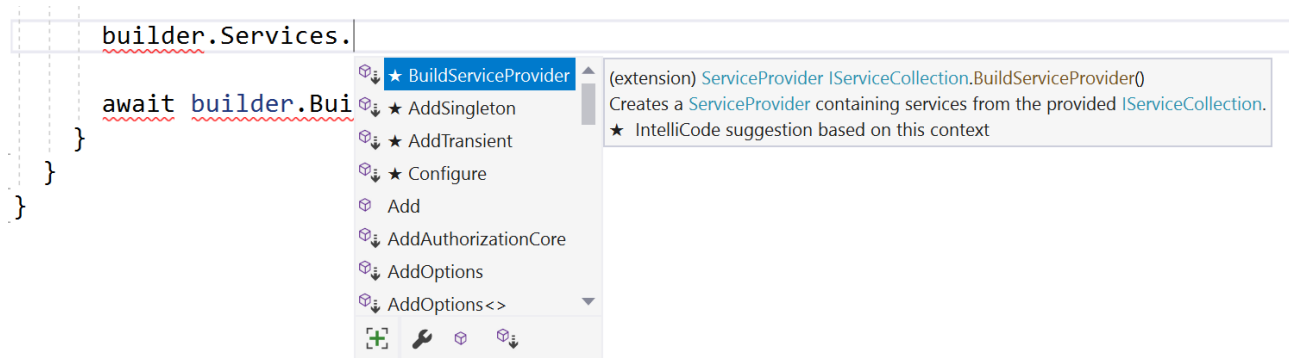 builder.Services.
await builder.Bui
}
}
}
★ BuildServiceProvider
★ AddSingleton
★ AddTransient
★ Configure
Add
AddAuthorizationCore
AddOptions
AddOptions<>
(extension) ServiceProvider IServiceCollection.BuildServiceProvider()
Creates a ServiceProvider containing services from the provided IServiceCollection.
★ IntelliCode suggestion based on this context